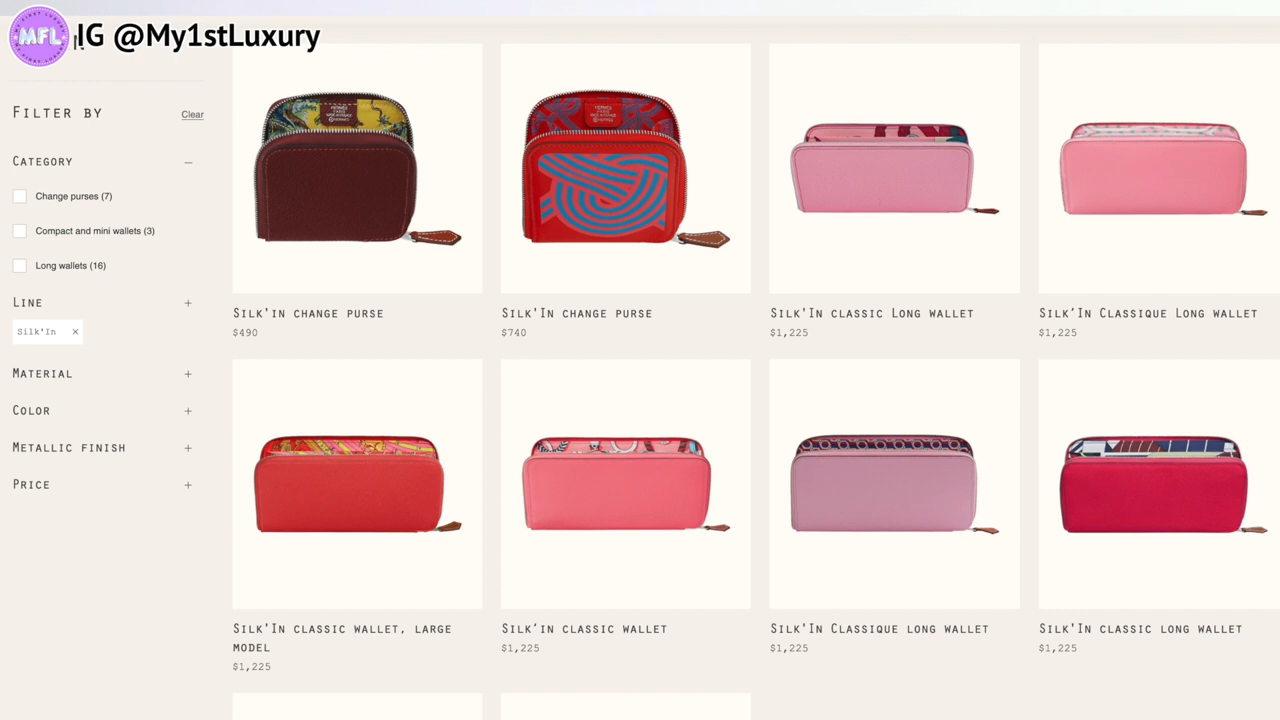 MFL
IG @My1stLuxury
Filter by
Clear
Category
Change purses (7)
Compact and mini wallets (3)
Long wallets (16)
Line
Silk'In
Material
Color
Metallic finish
Price
Silk'in change purse
$490
Silk'In change purse
$740
Silk'In classic Long wallet
$1,225
Silk’In Classique Long wallet
$1,225
Silk'In classic wallet, large
model
$1,225
Silk’in classic wallet
$1,225
Silk'In Classique long wallet
$1,225
Silk'In classic long wallet
$1,225